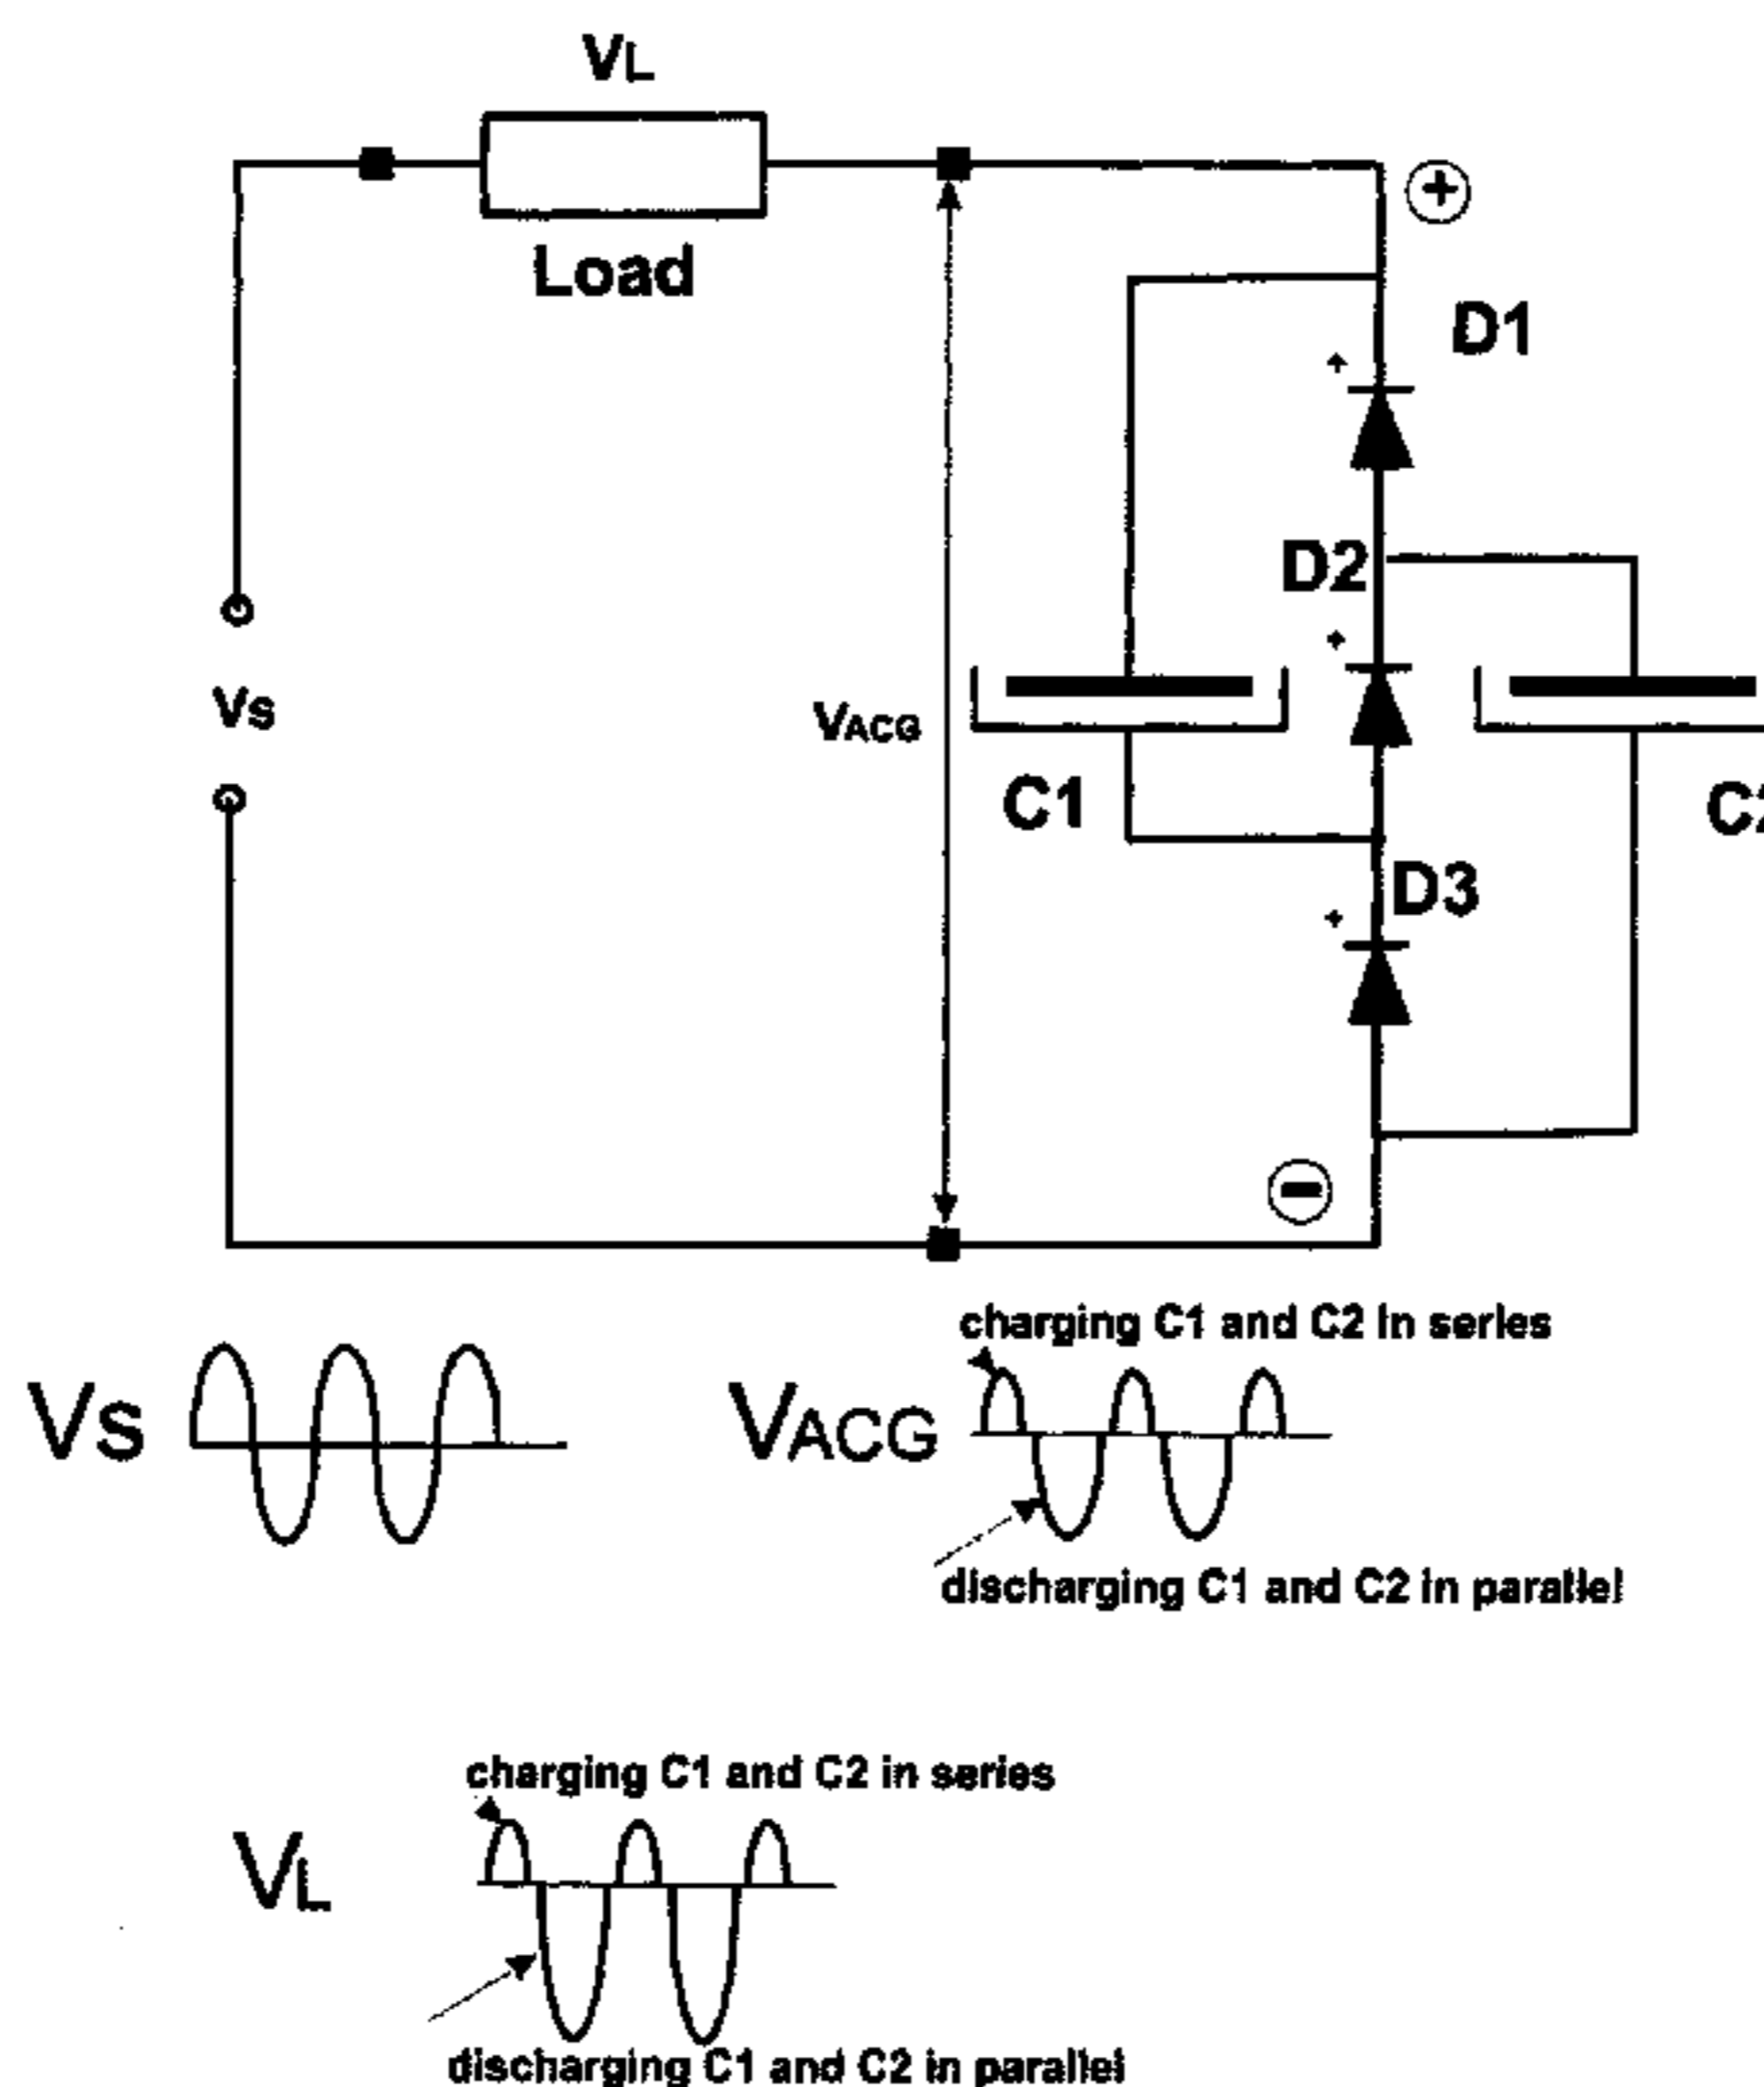 VL
Load
+
D1
D2
+
VS
VACG
C1
D3
+
−
charging C1 and C2 in series
VS
VACG
discharging C1 and C2 in parallel
charging C1 and C2 in series
VL
discharging C1 and C2 in parallel